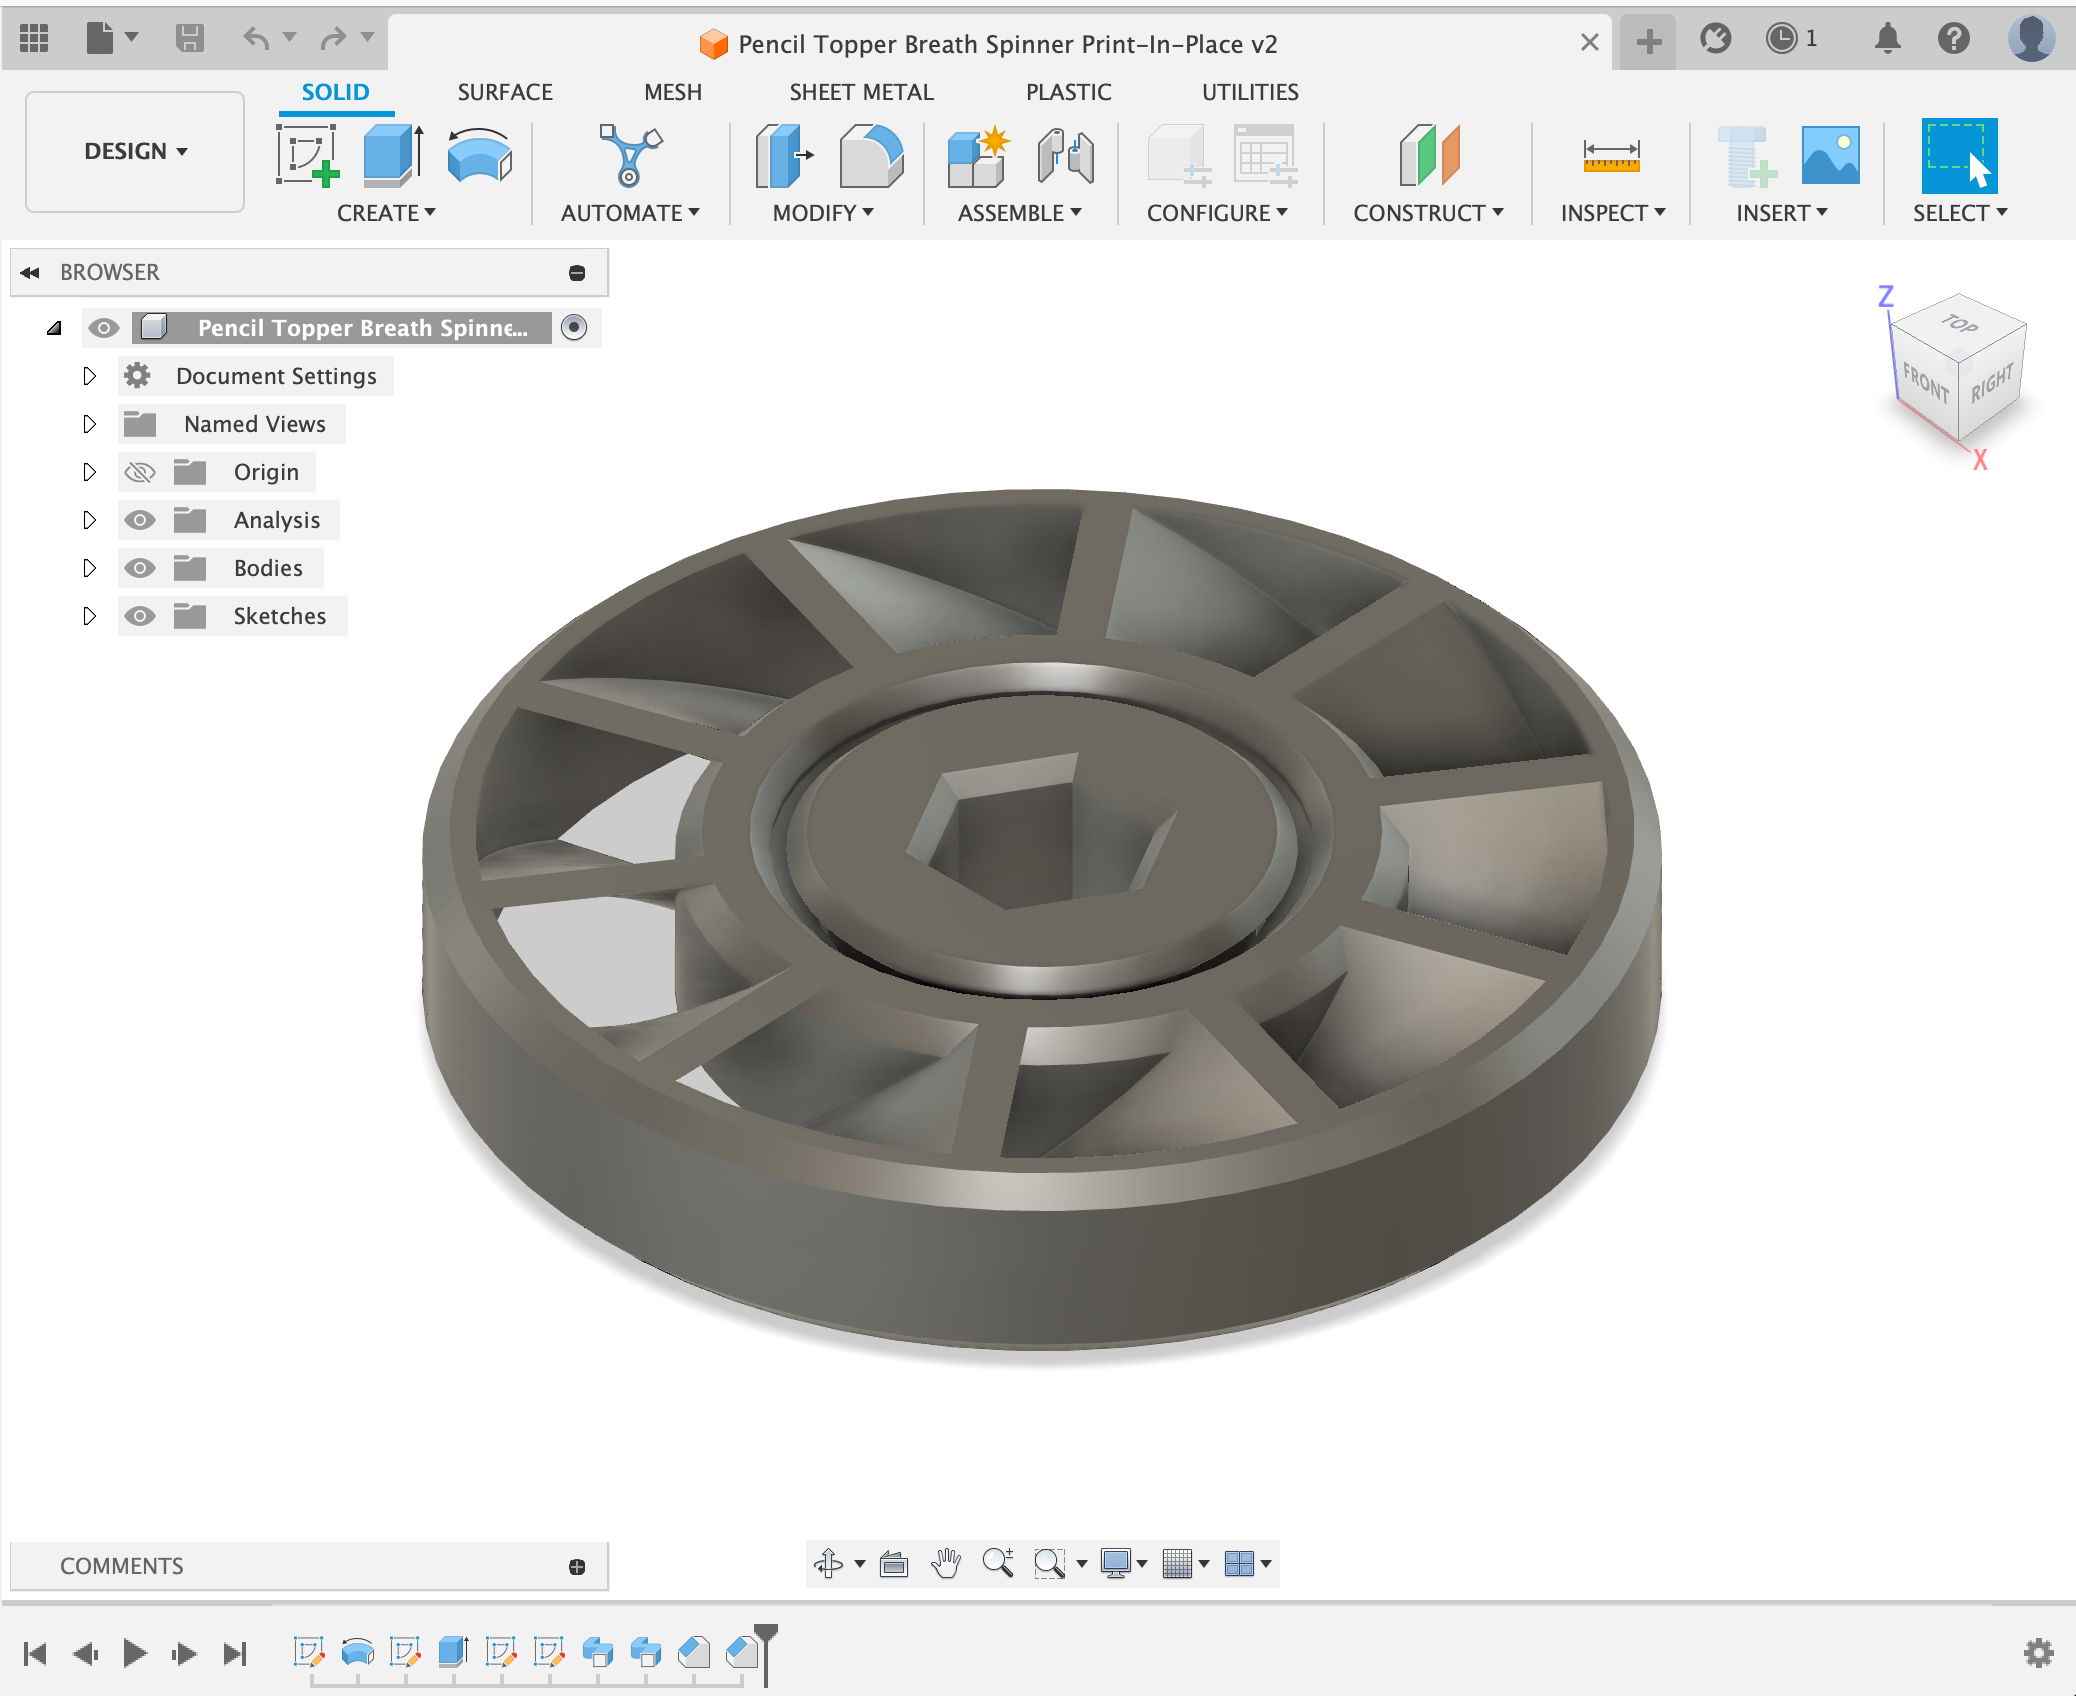 Pencil Topper Breath Spinner Print-In-Place v2
1
SOLID
SURFACE
MESH
SHEET METAL
PLASTIC
UTILITIES
DESIGN
CREATE
AUTOMATE
MODIFY
ASSEMBLE
CONFIGURE
CONSTRUCT
INSPECT
INSERT
SELECT
BROWSER
Pencil Topper Breath Spinne...
Document Settings
Named Views
Origin
Analysis
Bodies
Sketches
Z
TOP
FRONT
RIGHT
X
COMMENTS